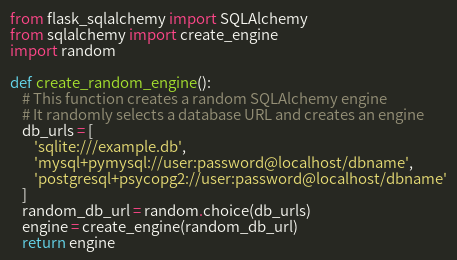 from flask_sqlalchemy import SQLAlchemy
from sqlalchemy import create_engine
import random

def create_random_engine():
    # This function creates a random SQLAlchemy engine
    # It randomly selects a database URL and creates an engine
    db_urls = [
        'sqlite:///example.db',
        'mysql+pymysql://user:password@localhost/dbname',
        'postgresql+psycopg2://user:password@localhost/dbname'
    ]
    random_db_url = random.choice(db_urls)
    engine = create_engine(random_db_url)
    return engine